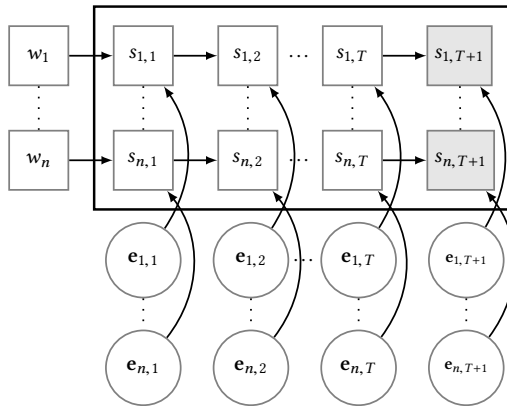 w₁ s₁,₁ s₁,₂ ⋯ s₁,T s₁,T+1
wₙ sₙ,₁ sₙ,₂ ⋯ sₙ,T sₙ,T+1
e₁,₁ e₁,₂ ⋯ e₁,T e₁,T+1
eₙ,₁ eₙ,₂ eₙ,T eₙ,T+1